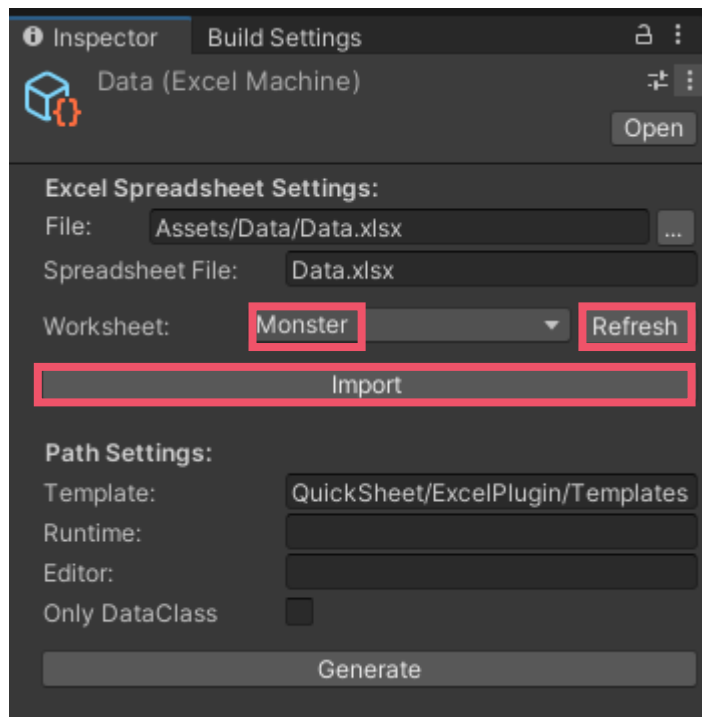 Inspector Build Settings
Data (Excel Machine)
Open
Excel Spreadsheet Settings:
File: Assets/Data/Data.xlsx ...
Spreadsheet File: Data.xlsx
Worksheet: Monster Refresh
Import
Path Settings:
Template: QuickSheet/ExcelPlugin/Templates
Runtime:
Editor:
Only DataClass
Generate